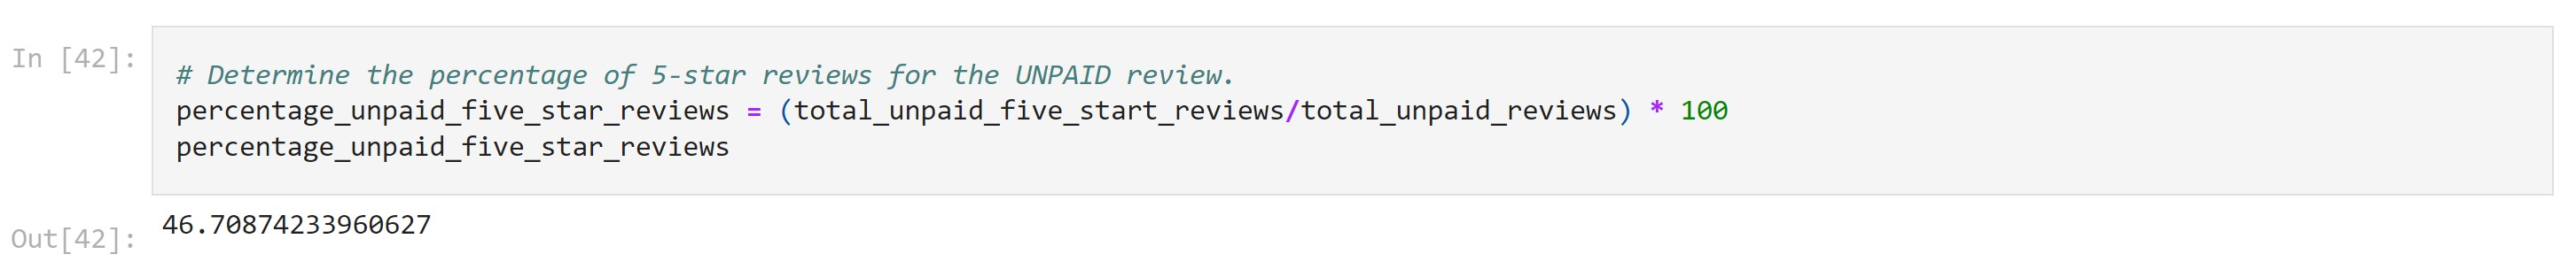 In [42]:
# Determine the percentage of 5-star reviews for the UNPAID review.
percentage_unpaid_five_star_reviews = (total_unpaid_five_start_reviews/total_unpaid_reviews) * 100
percentage_unpaid_five_star_reviews
Out[42]:
46.70874233960627